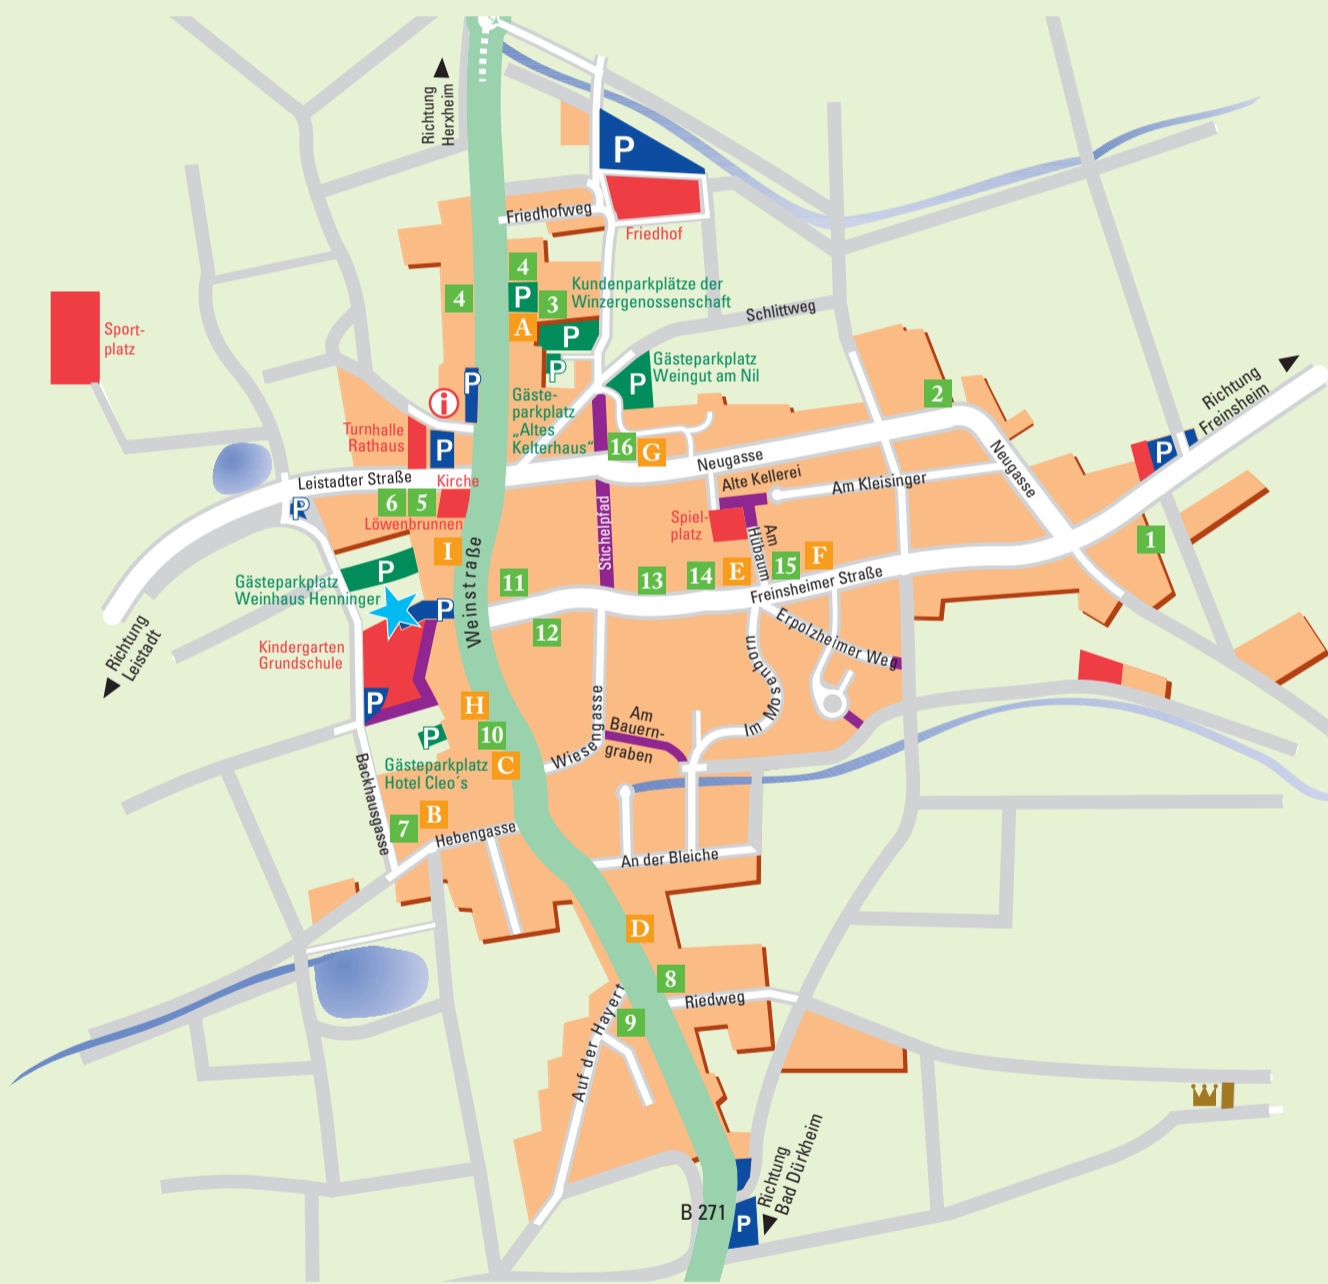 Richtung
Herxheim
P
Friedhofweg
Friedhof
4
Kundenparkplätze der
Winzergenossenschaft
4
P
3
A
P
Schlittweg
Sport-
platz
P
Gästeparkplatz
Weingut am Nil
P
Richtung
Freinsheim
P
i
Gäste-
parkplatz
„Altes
Kelterhaus“
2
Turnhalle
Rathaus
P
16
G
Neugasse
Neugasse
P
Leistadter Straße
Kirche
Alte Kellerei
Am Kleisinger
P
6
5
Löwenbrunnen
Spiel-
platz
Stichelpfad
Am
Hübaum
1
I
Weinstraße
P
Gästeparkplatz
Weinhaus Henninger
11
13
14
E
15
F
Freinsheimer Straße
P
12
Erpolzheimer Weg
Richtung
Leistadt
Kindergarten
Grundschule
P
H
Im Mosenborn
Am
Bauern-
graben
Wiesengasse
P
10
Gästeparkplatz
Hotel Cleo´s
C
Backhausgasse
7
B
Hebengasse
An der Bleiche
D
8
Riedweg
9
Auf der Hayert
Richtung
Bad Dürkheim
B 271
P